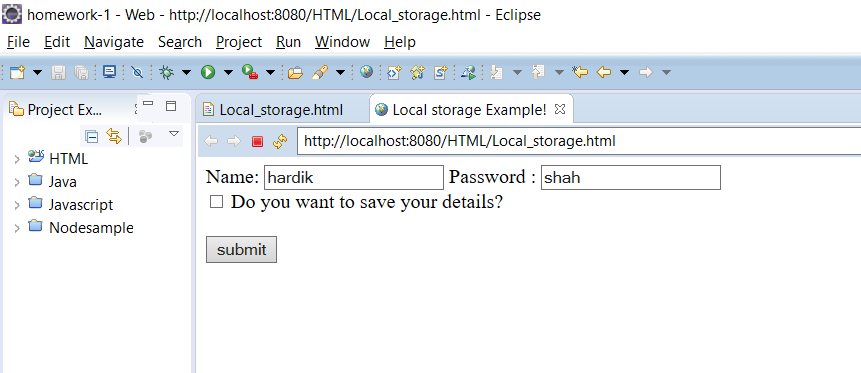 homework-1 - Web - http://localhost:8080/HTML/Local_storage.html - Eclipse
File Edit Navigate Search Project Run Window Help
Project Ex...
Local_storage.html
Local storage Example!
http://localhost:8080/HTML/Local_storage.html
HTML
Java
Javascript
Nodesample
Name: hardik Password : shah
Do you want to save your details?
submit